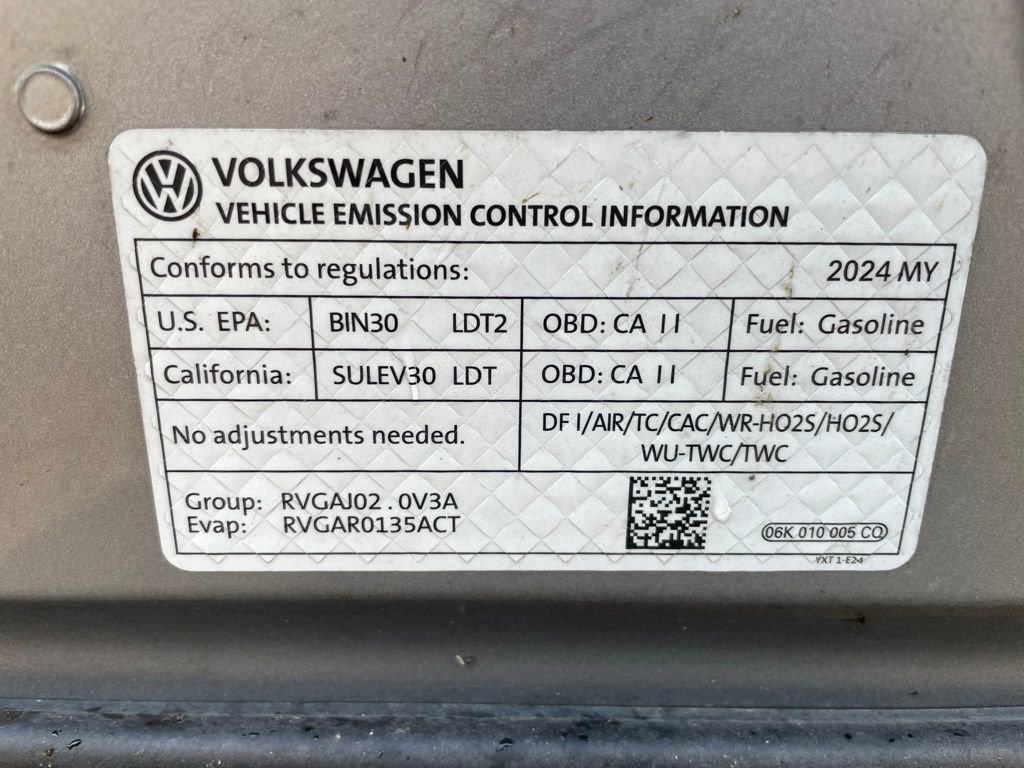 VOLKSWAGEN
VEHICLE EMISSION CONTROL INFORMATION
Conforms to regulations: 2024 MY
U.S. EPA: BIN30 LDT2 OBD: CA II Fuel: Gasoline
California: SULEV30 LDT OBD: CA II Fuel: Gasoline
No adjustments needed.
DF I/AIR/TC/CAC/WR-HO2S/HO2S/
WU-TWC/TWC
Group: RVGAJ02.0V3A
Evap: RVGAR0135ACT
06K 010 005 CQ
YXT 1-E24